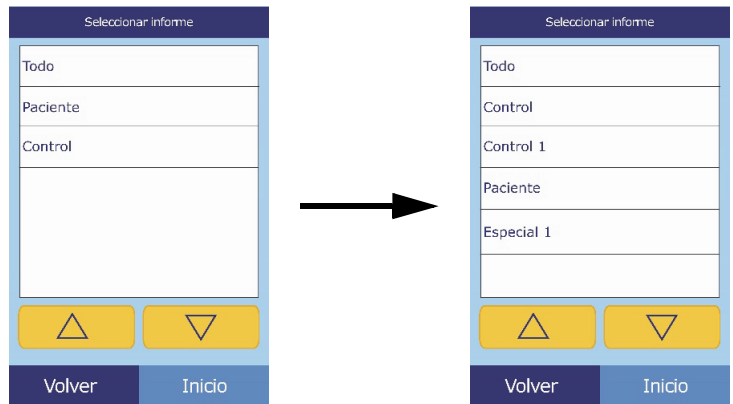 Seleccionar informe
Todo
Paciente
Control
Volver
Inicio
Seleccionar informe
Todo
Control
Control 1
Paciente
Especial 1
Volver
Inicio